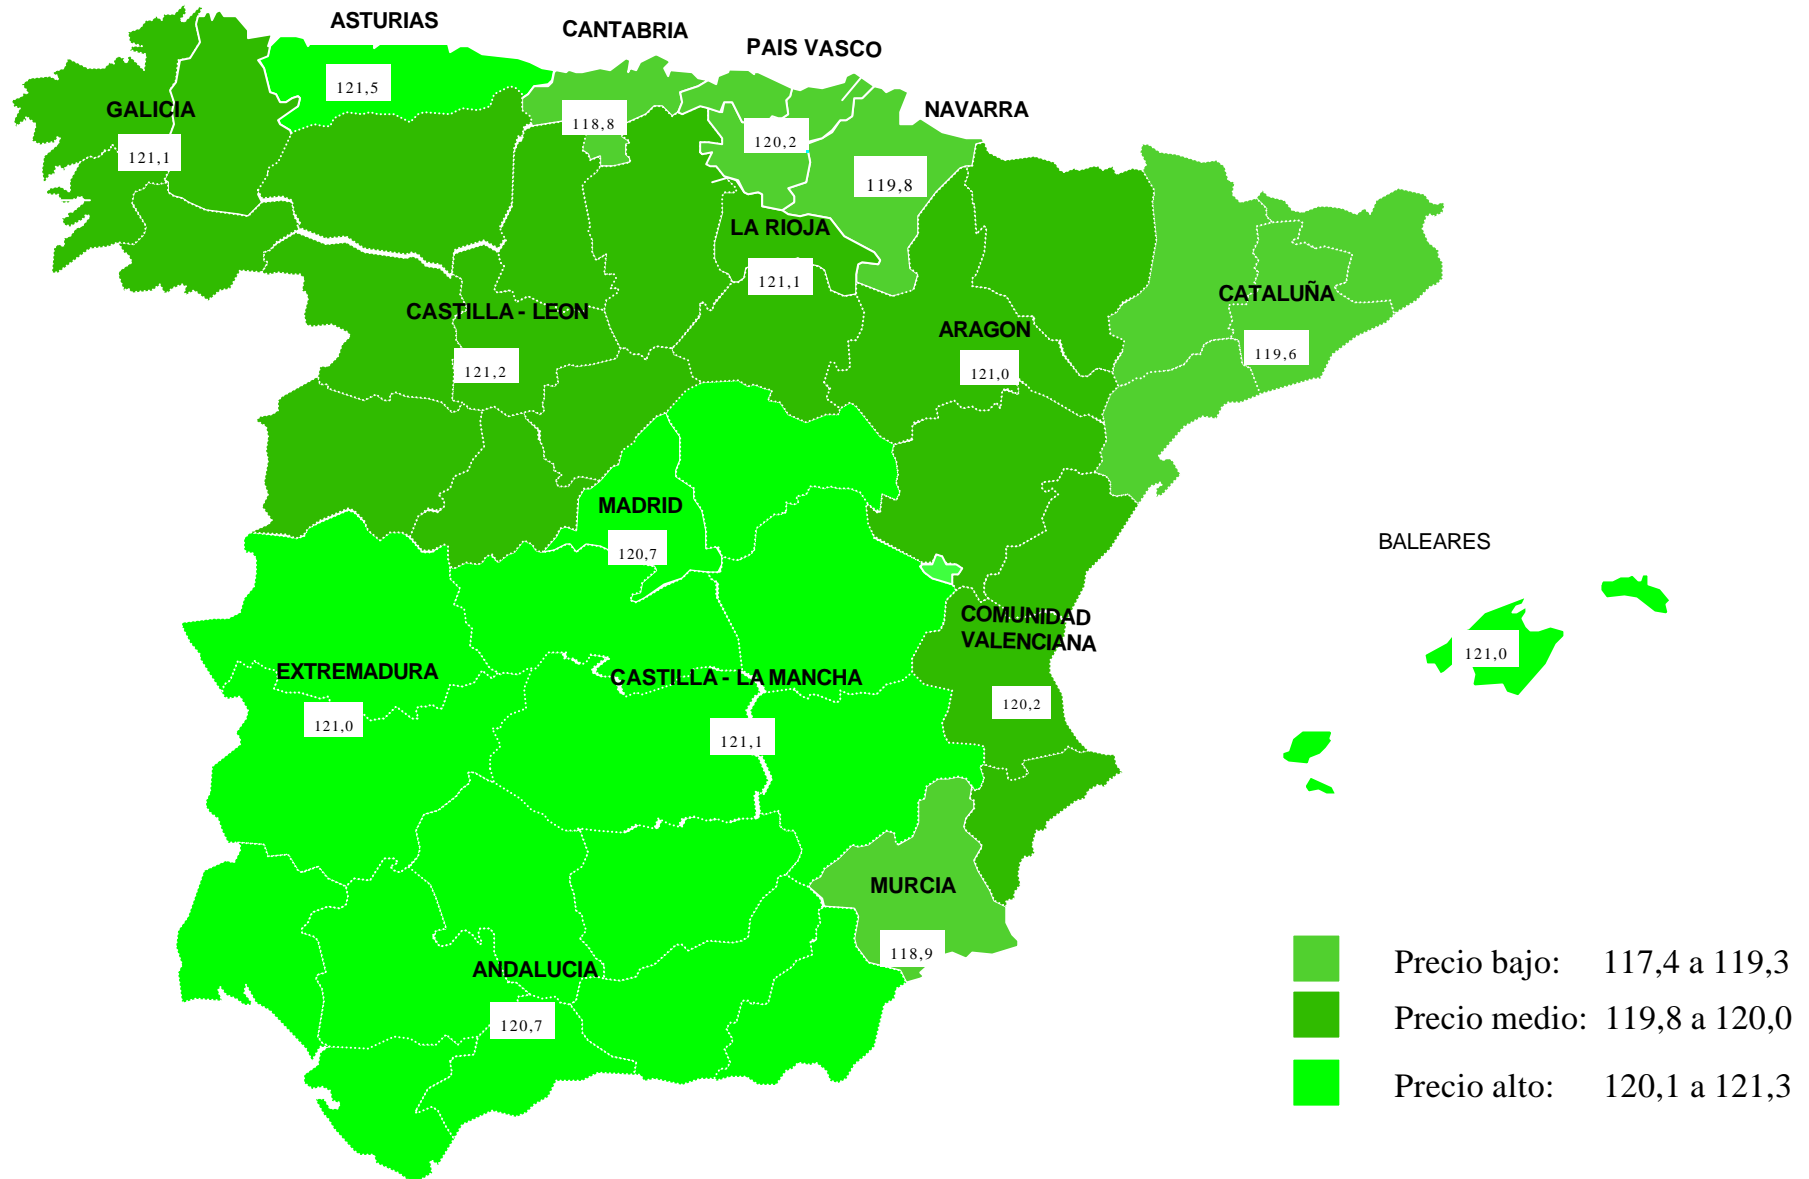 ASTURIAS
CANTABRIA
PAIS VASCO
121,5
GALICIA
118,8
NAVARRA
121,1
120,2
119,8
LA RIOJA
121,1
CATALUÑA
CASTILLA - LEON
ARAGON
119,6
121,2
121,0
MADRID
120,7
BALEARES
COMUNIDAD
VALENCIANA
121,0
EXTREMADURA
CASTILLA - LA MANCHA
121,0
120,2
121,1
MURCIA
118,9
ANDALUCIA
120,7
Precio bajo: 117,4 a 119,3
Precio medio: 119,8 a 120,0
Precio alto: 120,1 a 121,3